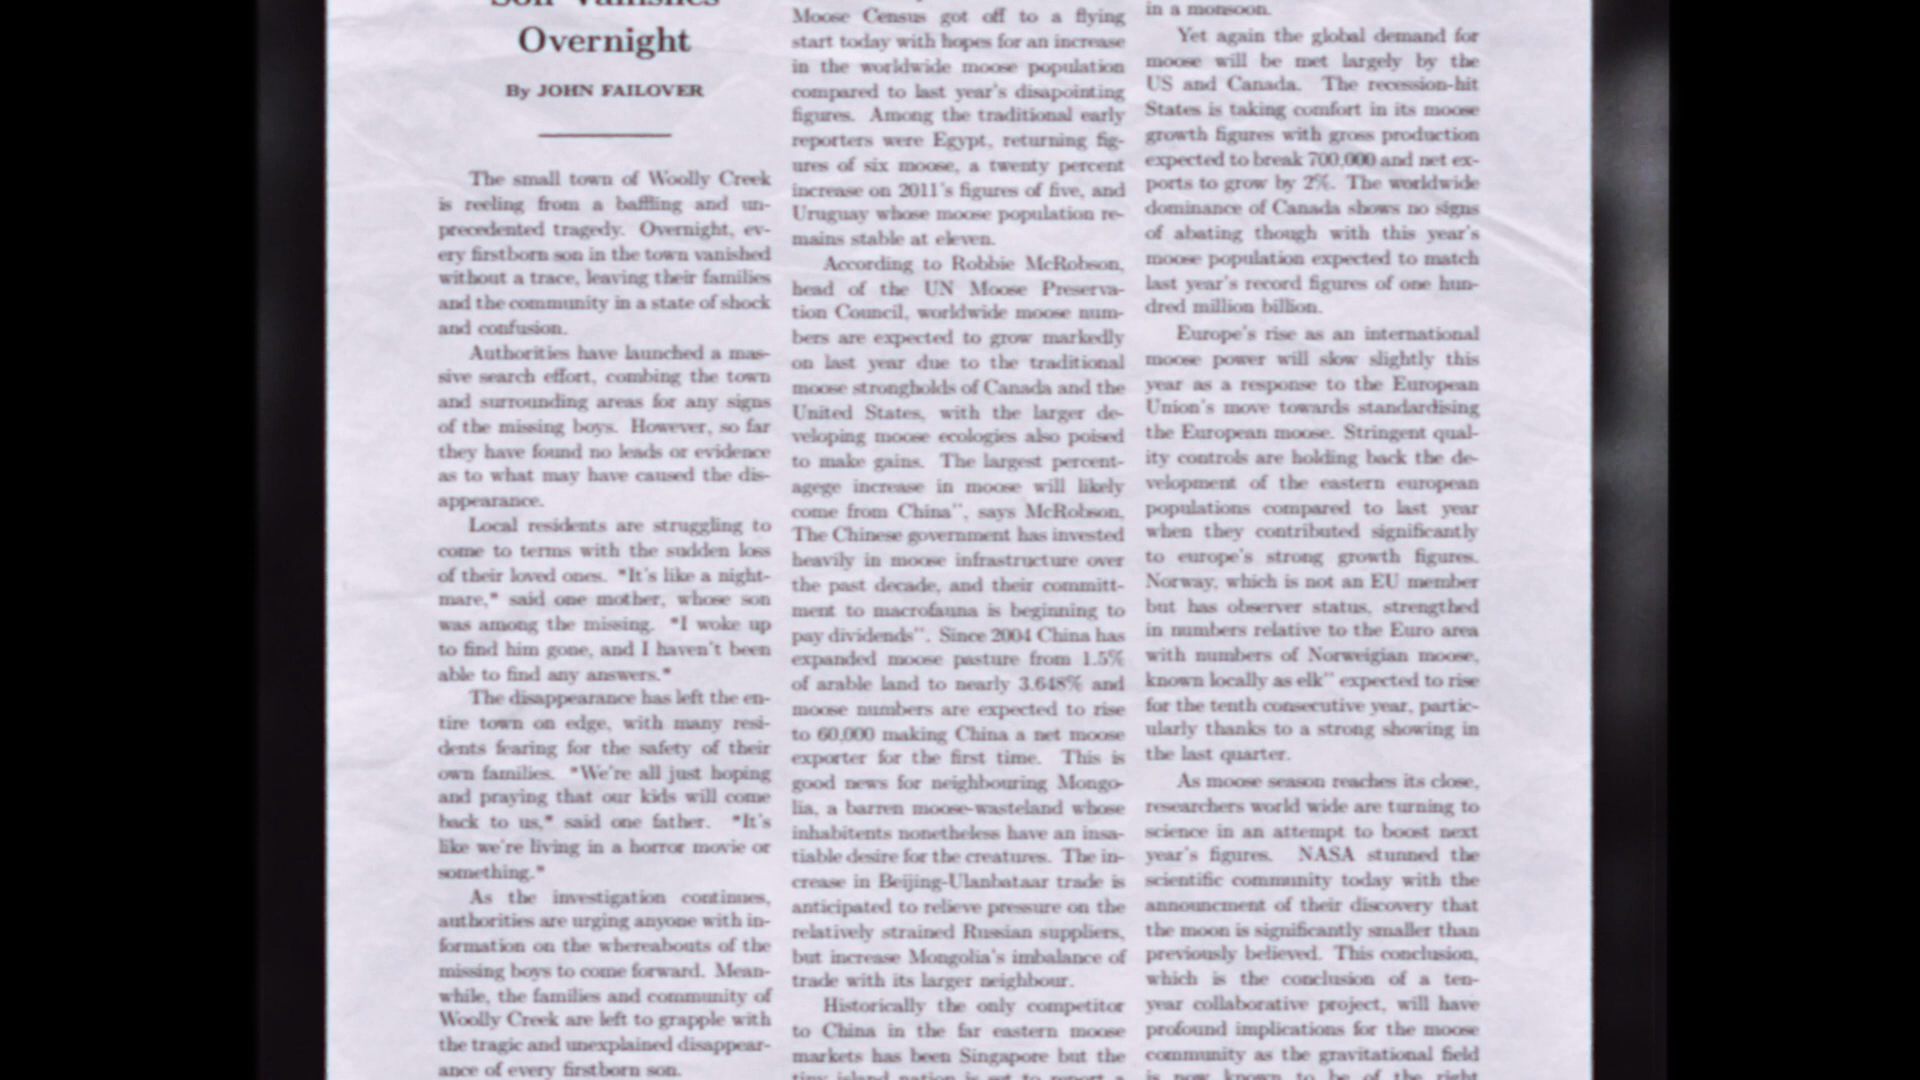 Son Vanishes
Overnight
By JOHN FAILOVER
The small town of Woolly Creek
is reeling from a baffling and un-
precedented tragedy. Overnight, ev-
ery firstborn son in the town vanished
without a trace, leaving their families
and the community in a state of shock
and confusion.
Authorities have launched a mas-
sive search effort, combing the town
and surrounding areas for any signs
of the missing boys. However, so far
they have found no leads or evidence
as to what may have caused the dis-
appearance.
Local residents are struggling to
come to terms with the sudden loss
of their loved ones. "It's like a night-
mare," said one mother, whose son
was among the missing. "I woke up
to find him gone, and I haven't been
able to find any answers."
The disappearance has left the en-
tire town on edge, with many resi-
dents fearing for the safety of their
own families. "We're all just hoping
and praying that our kids will come
back to us," said one father. "It's
like we're living in a horror movie or
something."
As the investigation continues,
authorities are urging anyone with in-
formation on the whereabouts of the
missing boys to come forward. Mean-
while, the families and community of
Woolly Creek are left to grapple with
the tragic and unexplained disappear-
ance of every firstborn son.
Moose Census got off to a flying
start today with hopes for an increase
in the worldwide moose population
compared to last year's disapointing
figures. Among the traditional early
reporters were Egypt, returning fig-
ures of six moose, a twenty percent
increase on 2011's figures of five, and
Uruguay whose moose population re-
mains stable at eleven.
According to Robbie McRobson,
head of the UN Moose Preserva-
tion Council, worldwide moose num-
bers are expected to grow markedly
on last year due to the traditional
moose strongholds of Canada and the
United States, with the larger de-
veloping moose ecologies also poised
to make gains. The largest percent-
agege increase in moose will likely
come from China", says McRobson,
The Chinese government has invested
heavily in moose infrastructure over
the past decade, and their committ-
ment to macrofauna is beginning to
pay dividends". Since 2004 China has
expanded moose pasture from 1.5%
of arable land to nearly 3.648% and
moose numbers are expected to rise
to 60,000 making China a net moose
exporter for the first time. This is
good news for neighbouring Mongo-
lia, a barren moose-wasteland whose
inhabitents nonetheless have an insa-
tiable desire for the creatures. The in-
crease in Beijing-Ulanbataar trade is
anticipated to relieve pressure on the
relatively strained Russian suppliers,
but increase Mongolia's imbalance of
trade with its larger neighbour.
Historically the only competitor
to China in the far eastern moose
markets has been Singapore but the
tiny island nation is set to report a
in a monsoon.
Yet again the global demand for
moose will be met largely by the
US and Canada. The recession-hit
States is taking comfort in its moose
growth figures with gross production
expected to break 700,000 and net ex-
ports to grow by 2%. The worldwide
dominance of Canada shows no signs
of abating though with this year's
moose population expected to match
last year's record figures of one hun-
dred million billion.
Europe's rise as an international
moose power will slow slightly this
year as a response to the European
Union's move towards standardising
the European moose. Stringent qual-
ity controls are holding back the de-
velopment of the eastern european
populations compared to last year
when they contributed significantly
to europe's strong growth figures.
Norway, which is not an EU member
but has observer status, strengthed
in numbers relative to the Euro area
with numbers of Norweigian moose,
known locally as elk" expected to rise
for the tenth consecutive year, partic-
ularly thanks to a strong showing in
the last quarter.
As moose season reaches its close,
researchers world wide are turning to
science in an attempt to boost next
year's figures. NASA stunned the
scientific community today with the
announcment of their discovery that
the moon is significantly smaller than
previously believed. This conclusion,
which is the conclusion of a ten-
year collaborative project, will have
profound implications for the moose
community as the gravitational field
is now known to be of the right